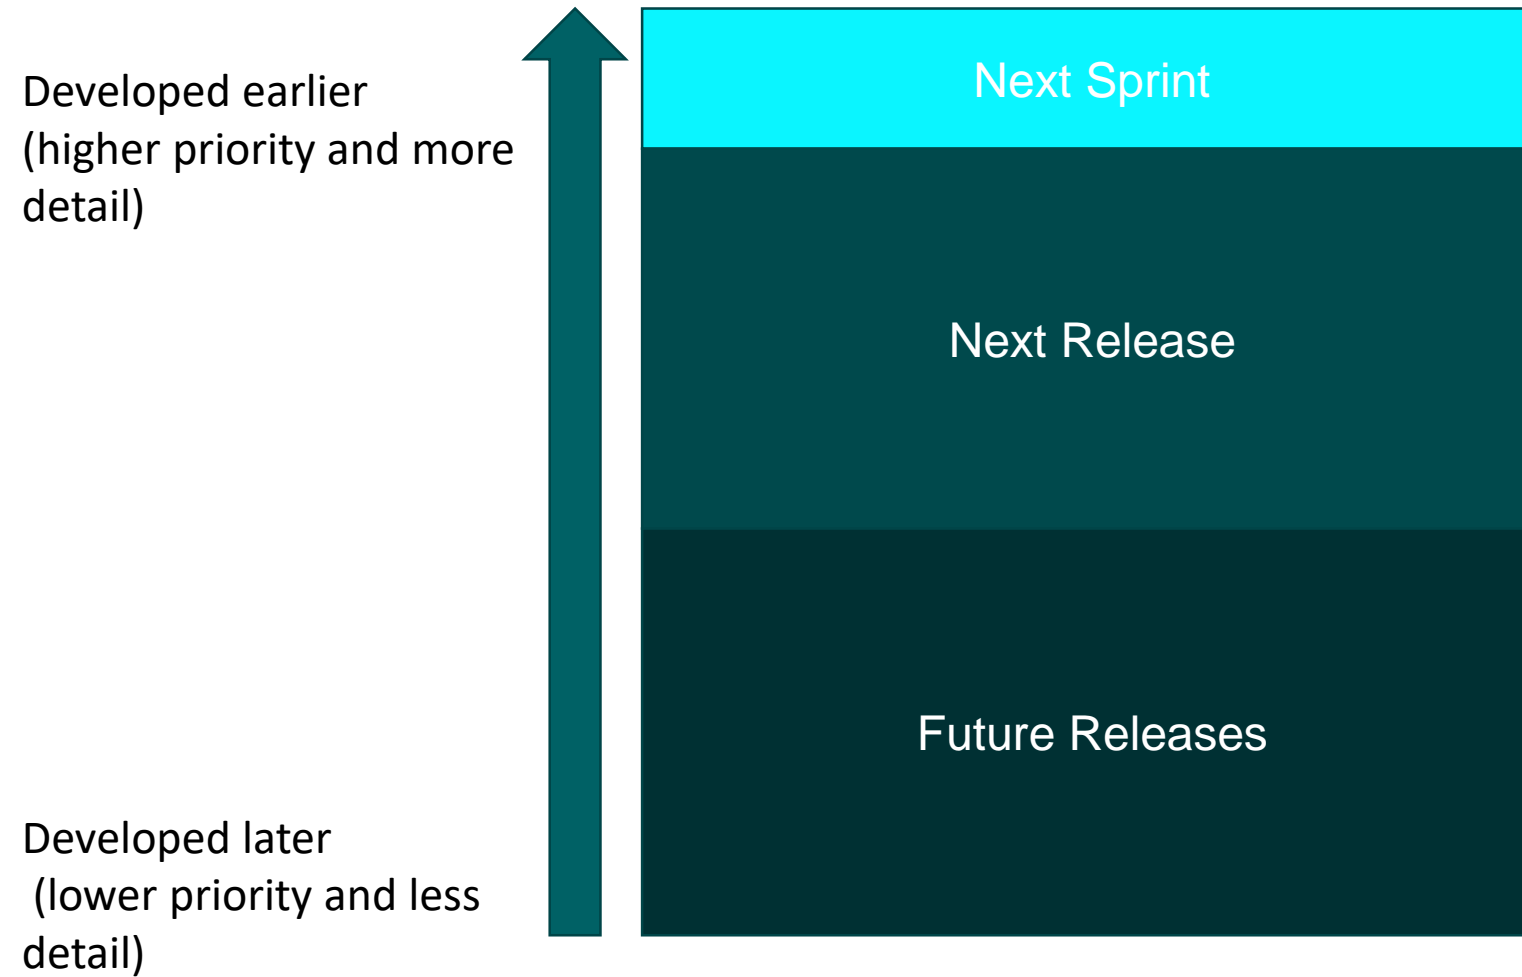 Developed earlier
(higher priority and more
detail)
Next Sprint
Next Release
Future Releases
Developed later
(lower priority and less
detail)